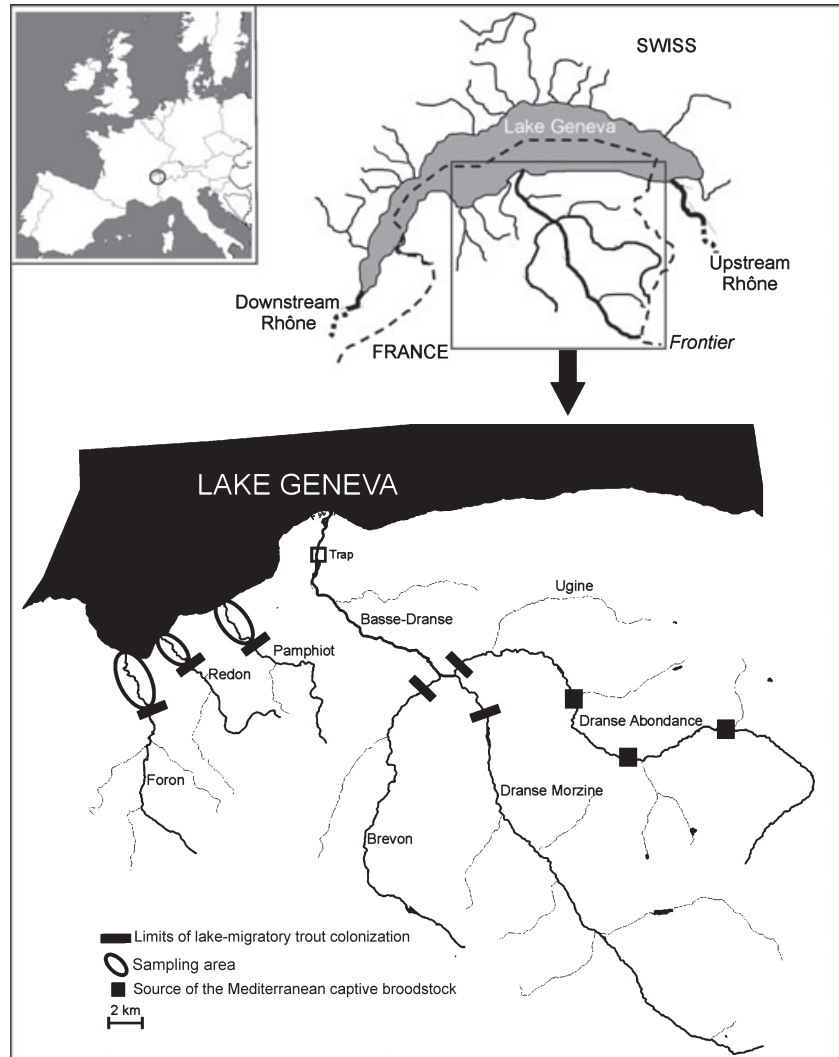 SWISS
Lake Geneva
Upstream
Rhône
Downstream
Rhône
FRANCE
Frontier
LAKE GENEVA
Trap
Ugine
Basse-Dranse
Pamphiot
Redon
Dranse Abondance
Foron
Dranse Morzine
Brevon
Limits of lake-migratory trout colonization
Sampling area
Source of the Mediterranean captive broodstock
2 km